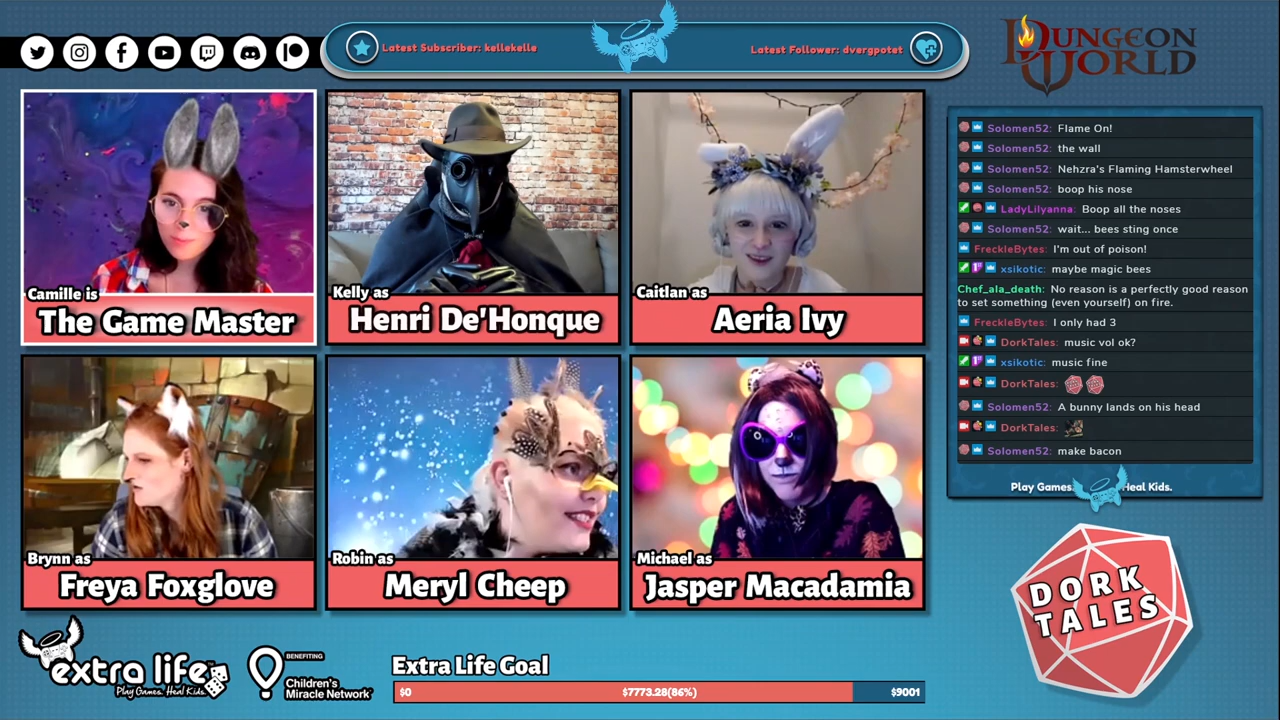 Latest Subscriber: kellekelle
Latest Follower: dvergpotet
DUNGEON
WORLD
Camille is
The Game Master
Kelly as
Henri De'Honque
Caitlan as
Aeria Ivy
Brynn as
Freya Foxglove
Robin as
Meryl Cheep
Michael as
Jasper Macadamia
Solomen52: Flame On!
Solomen52: the wall
Solomen52: Nehzra's Flaming Hamsterwheel
Solomen52: boop his nose
LadyLilyanna: Boop all the noses
Solomen52: wait... bees sting once
FreckleBytes: I'm out of poison!
xsikotic: maybe magic bees
Chef_ala_death: No reason is a perfectly good reason
to set something (even yourself) on fire.
FreckleBytes: I only had 3
DorkTales: music vol ok?
xsikotic: music fine
DorkTales:
Solomen52: A bunny lands on his head
DorkTales:
Solomen52: make bacon
Play Games. Heal Kids.
DORK
TALES
extra life
Play Games. Heal Kids.
BENEFITING
Children's
Miracle Network
Extra Life Goal
$0 $7773.28(86%) $9001